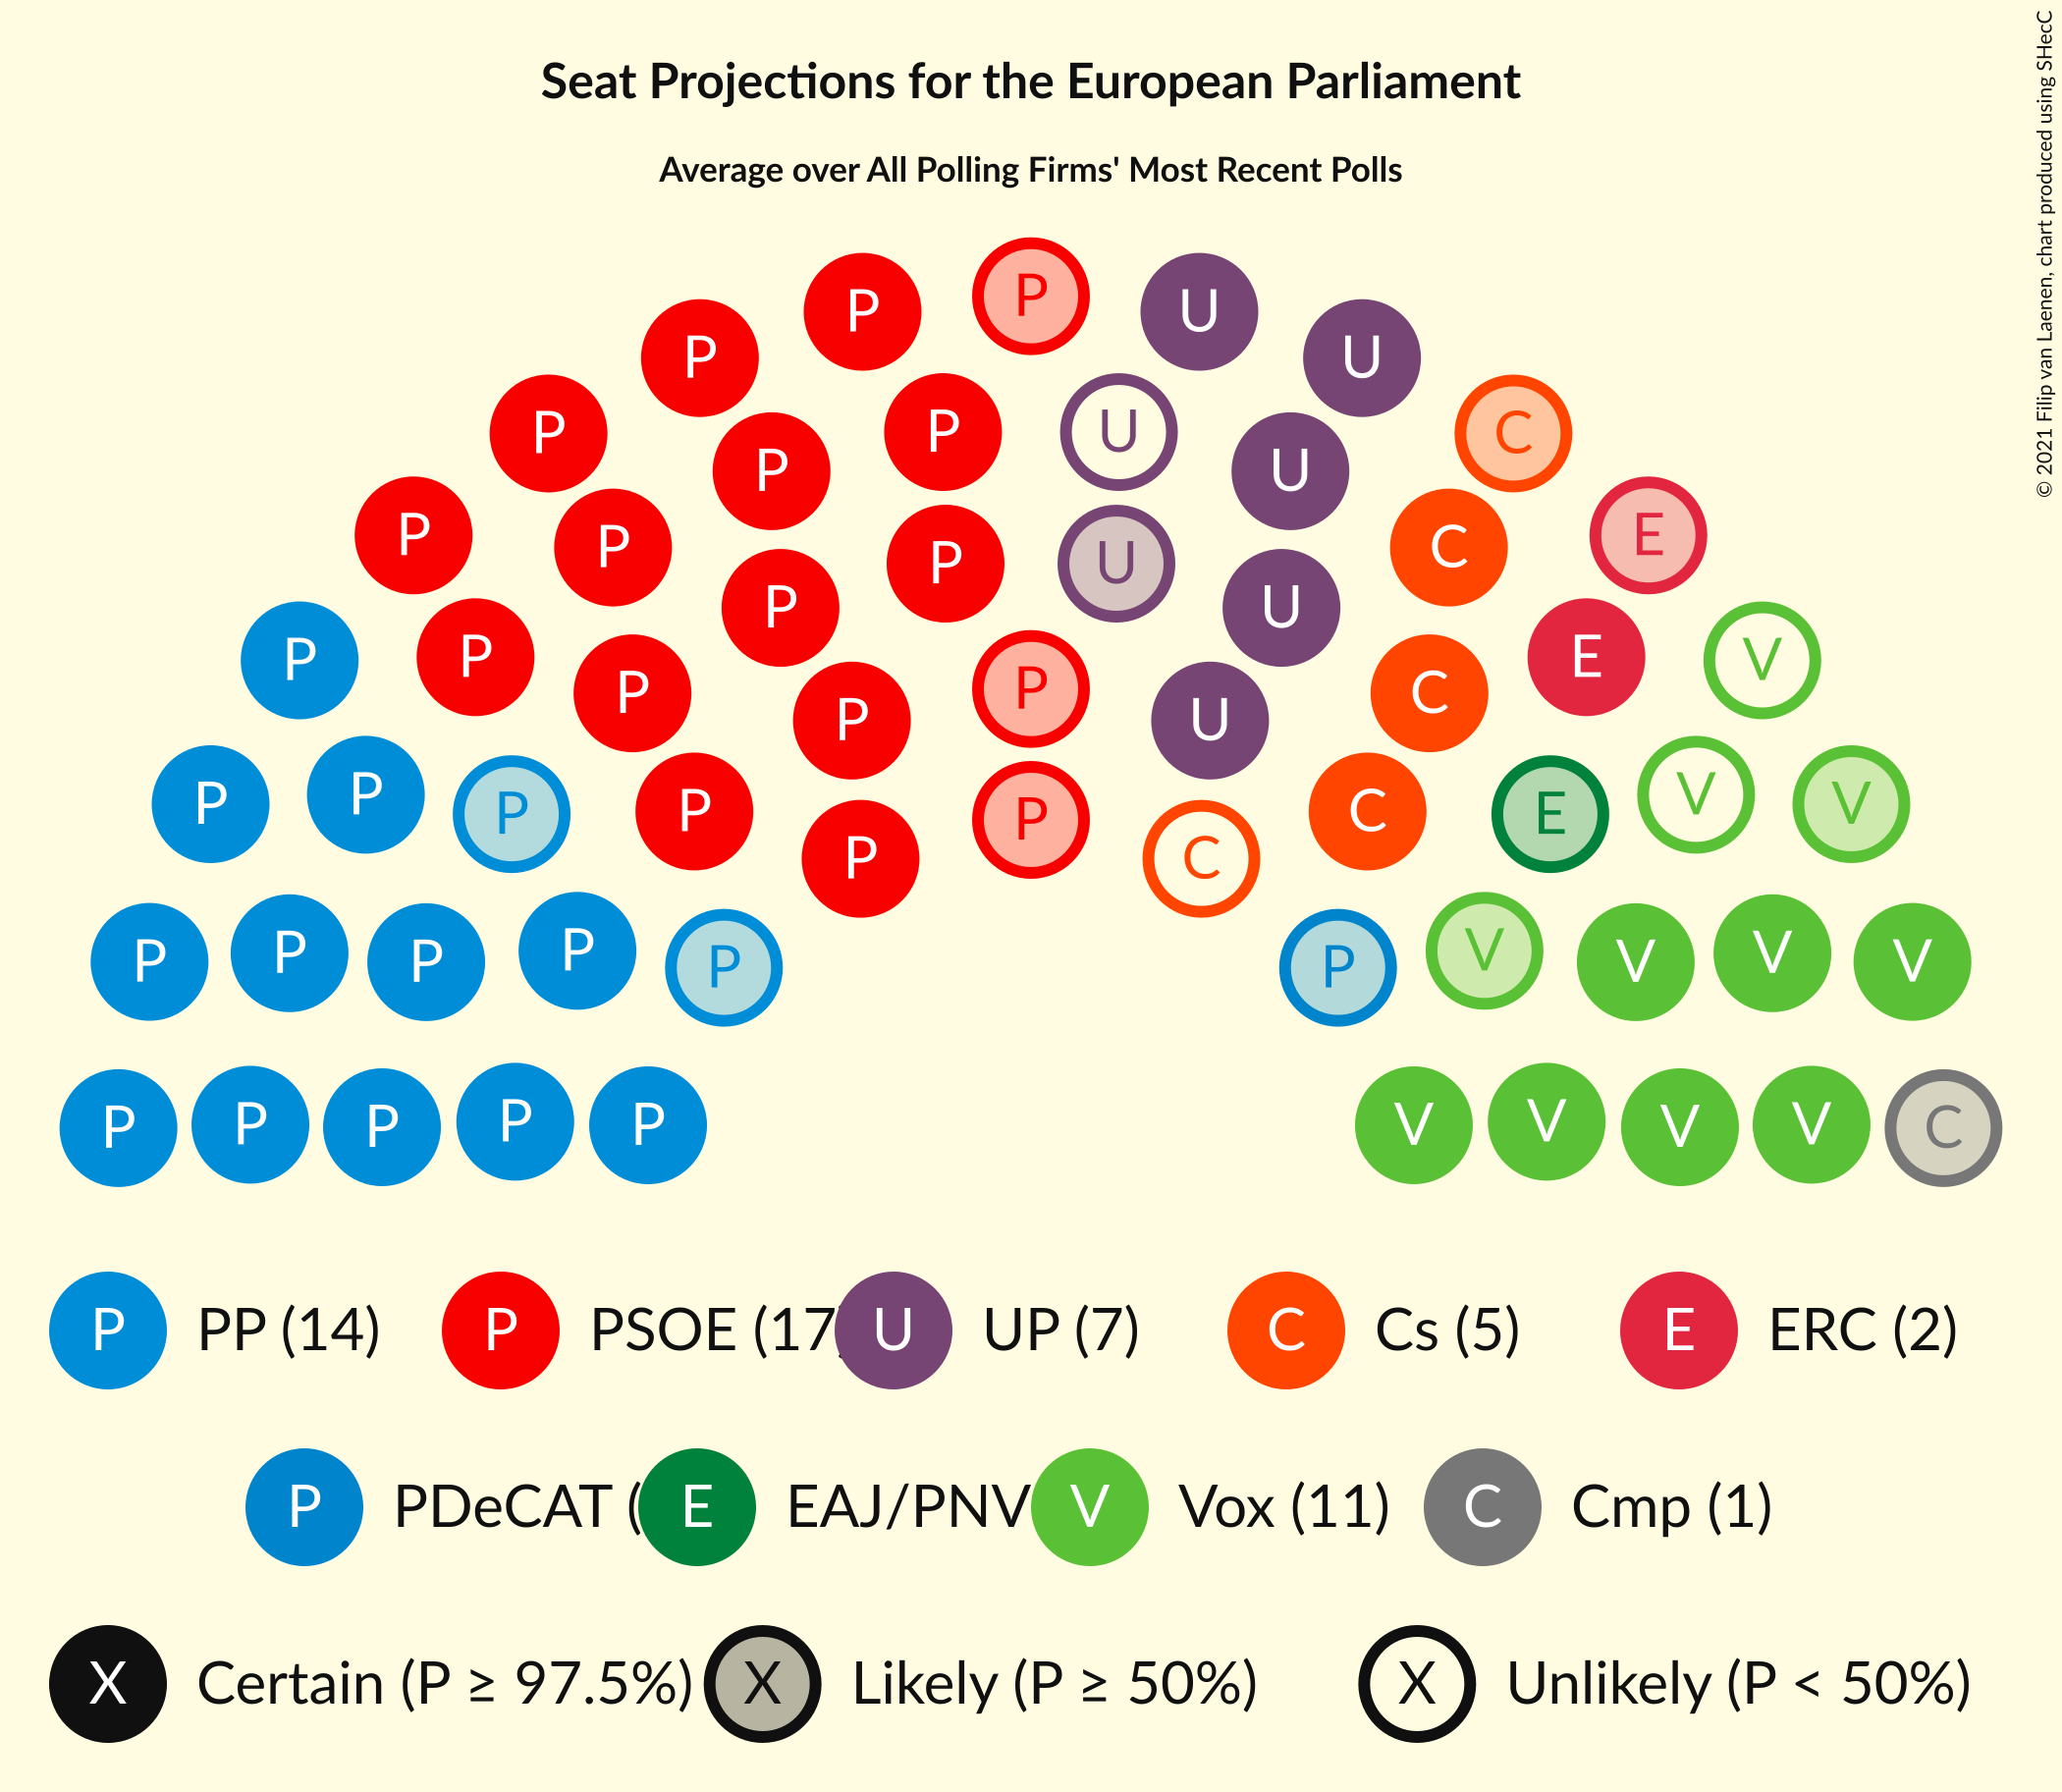 Seat Projections for the European Parliament
Average over All Polling Firms' Most Recent Polls
© 2021 Filip van Laenen, chart produced using SHecC
P
P U
P U
P P U C
P U
P P P U C E
P U
P P P P C E V
P U
P P P P P C E V V
P C
P P P P P P V V V V
P P P P P V V V V C
P PP (14) P PSOE (17 U UP (7) C Cs (5) E ERC (2)
P PDeCAT ( E EAJ/PNV V Vox (11) C Cmp (1)
X Certain (P ≥ 97.5%) X Likely (P ≥ 50%) X Unlikely (P < 50%)